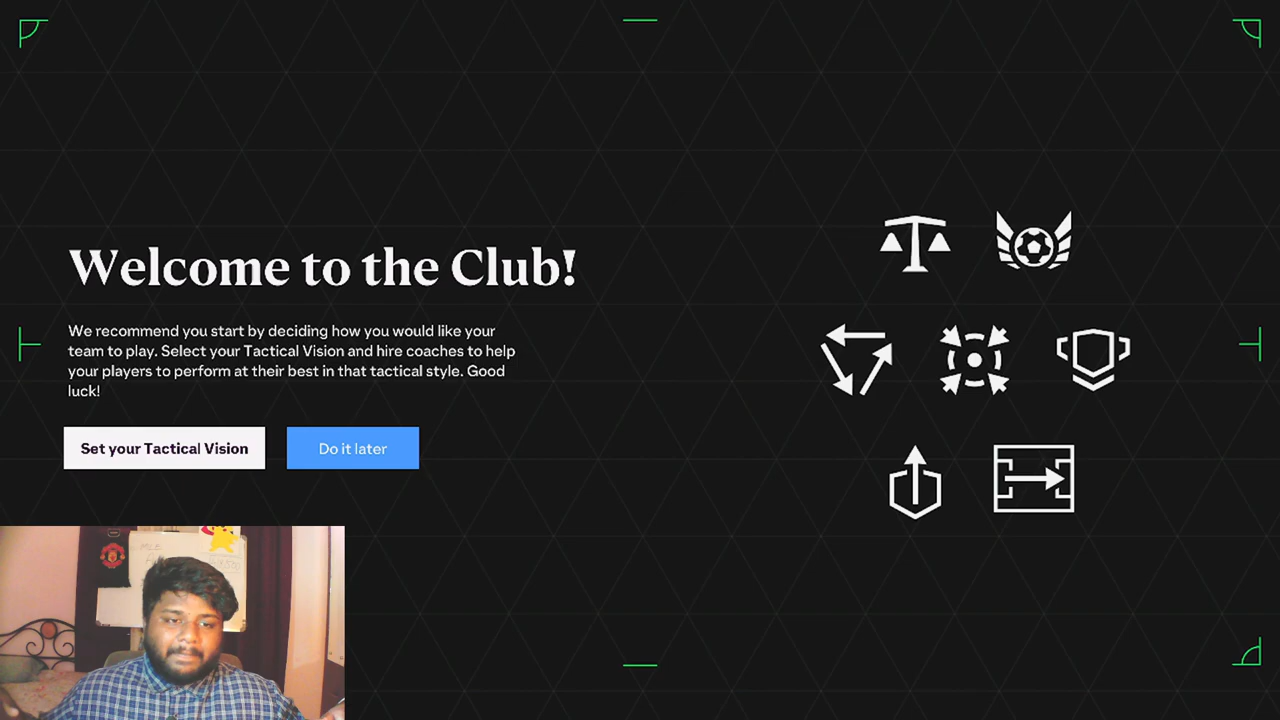 Welcome to the Club!
We recommend you start by deciding how you would like your
team to play. Select your Tactical Vision and hire coaches to help
your players to perform at their best in that tactical style. Good
luck!
Set your Tactical Vision
Do it later